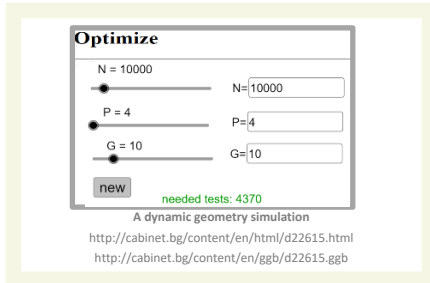 Optimize
N = 10000
N= 10000
P = 4
P= 4
G = 10
G= 10
new
needed tests: 4370
A dynamic geometry simulation
http://cabinet.bg/content/en/html/d22615.html
http://cabinet.bg/content/en/ggb/d22615.ggb